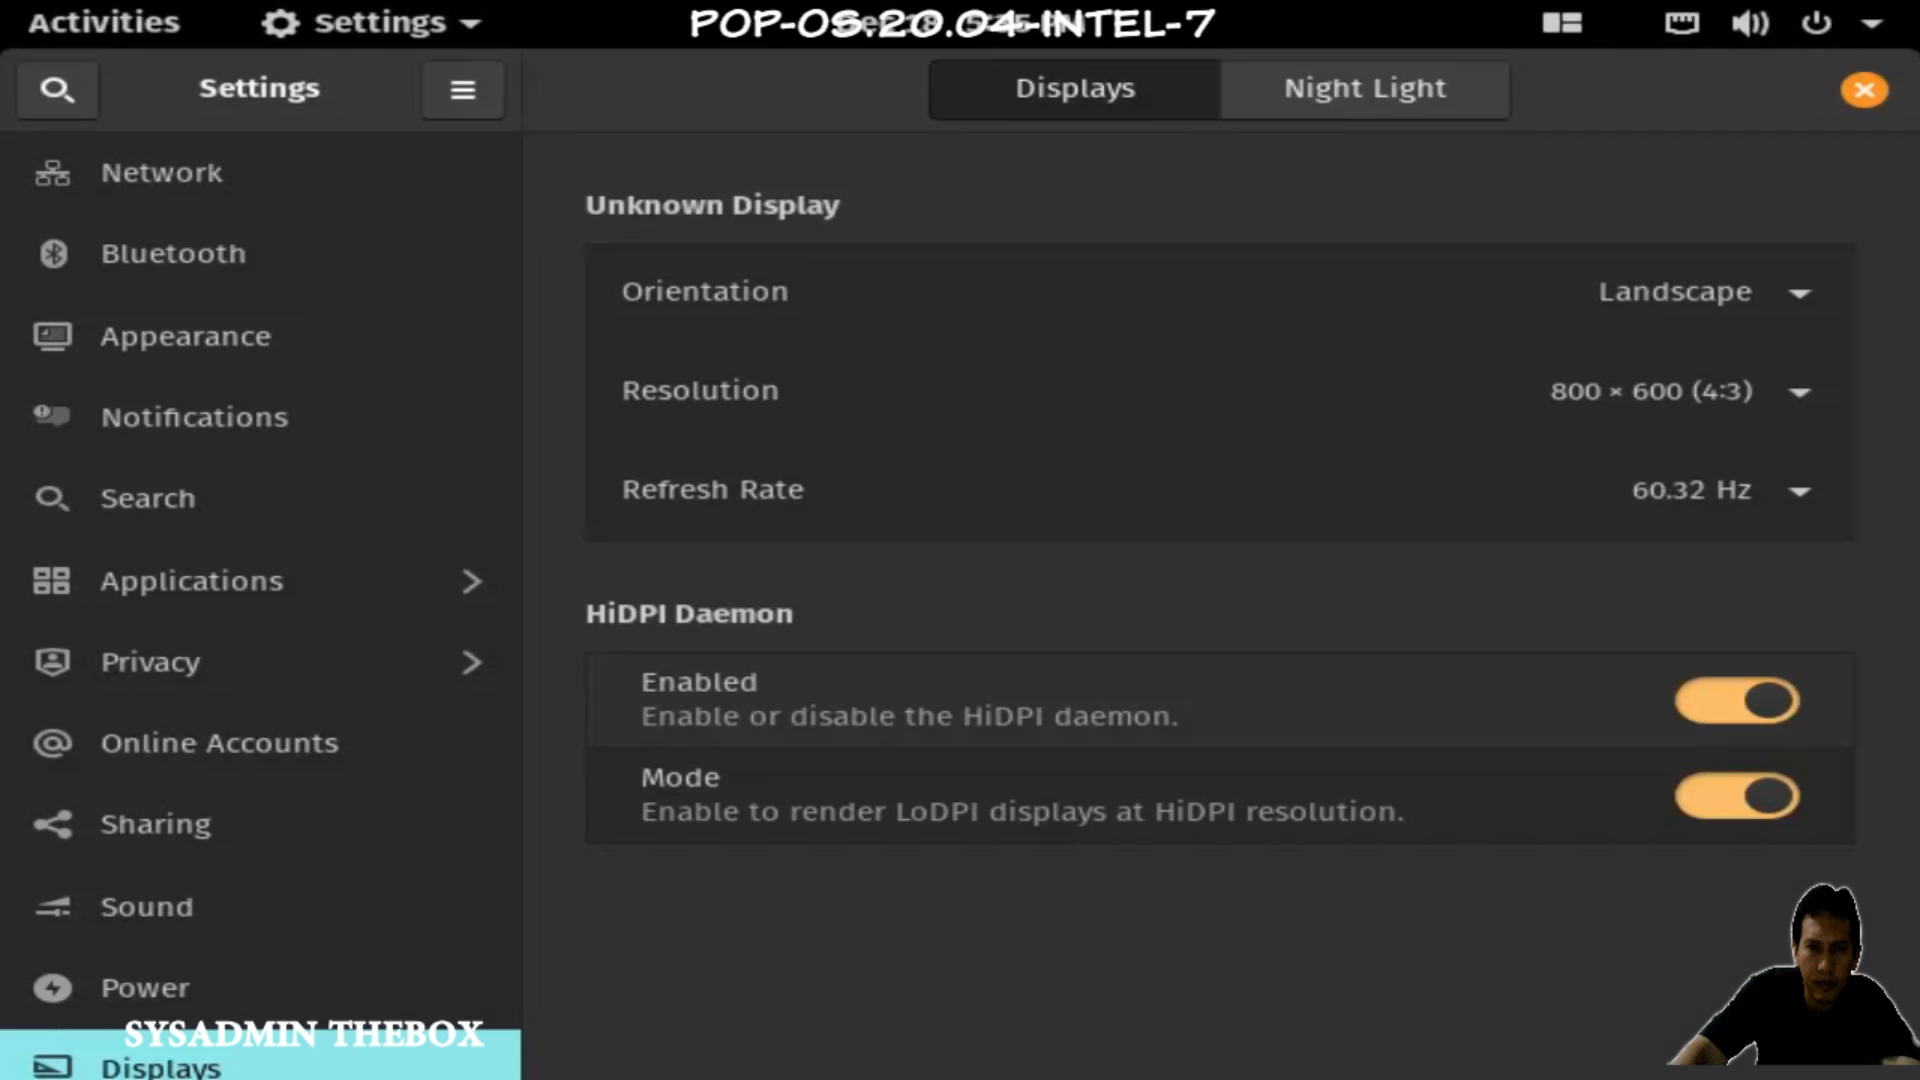 Activities
Settings
POP-OS.20.04-INTEL-7
Settings
Displays
Night Light
Network
Bluetooth
Appearance
Notifications
Search
Applications
Privacy
Online Accounts
Sharing
Sound
Power
SYSADMIN THEBOX
Displays
Unknown Display
Orientation
Landscape
Resolution
800 × 600 (4:3)
Refresh Rate
60.32 Hz
HiDPI Daemon
Enabled
Enable or disable the HiDPI daemon.
Mode
Enable to render LoDPI displays at HiDPI resolution.